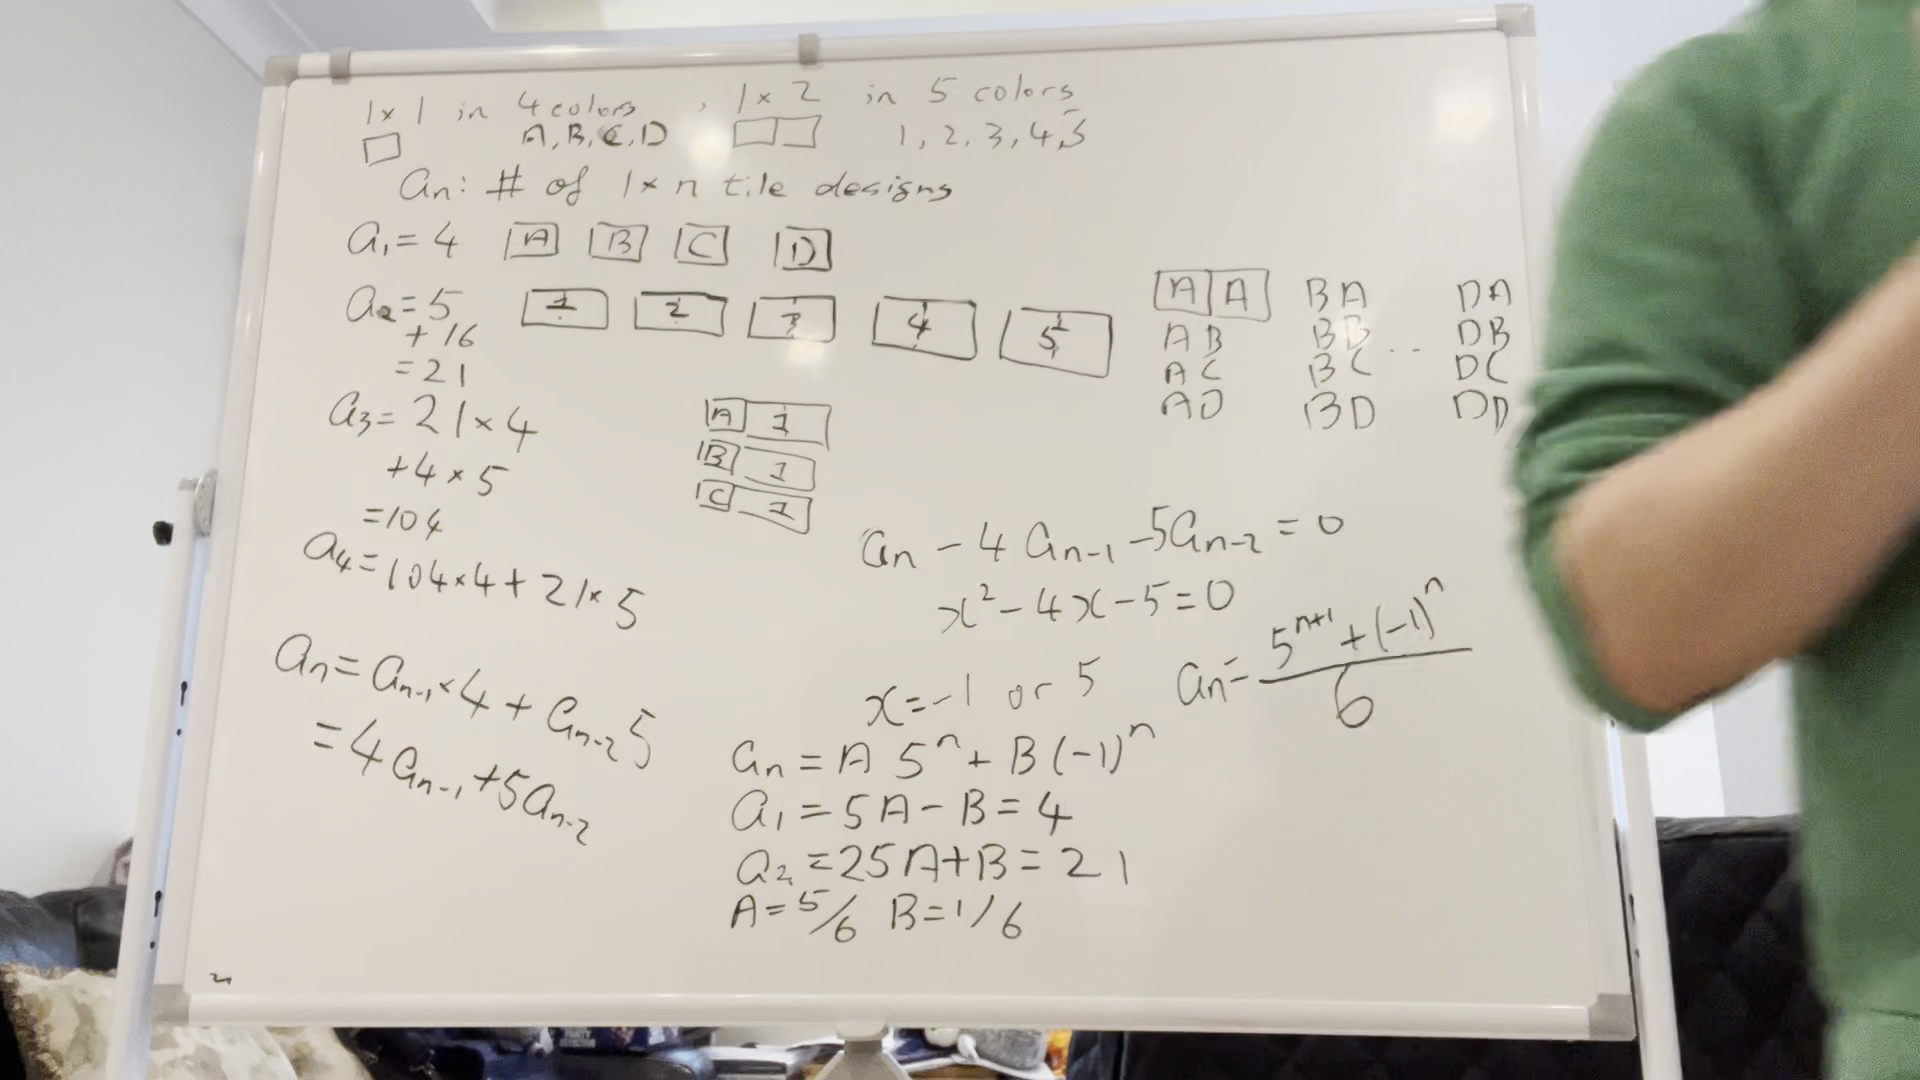 1×1 in 4 colors , 1×2 in 5 colors
A, B, C, D 1, 2, 3, 4, 5
an: # of 1×n tile designs
a1 = 4 A B C D
a2 = 5 1 2 3 4 5
+ 16
= 21
AA BA DA
AB BB .. DB
AC BC DC
AD BD DD
a3 = 21 × 4
+ 4 × 5
= 104
A 1
B 1
C 1
a4 = 104×4 + 21×5
an = an-1 × 4 + an-2 5
= 4 an-1 + 5an-2
an - 4 an-1 - 5an-2 = 0
x² - 4x - 5 = 0
x = -1 or 5
an = (5^(n+1) + (-1)^n) / 6
an = A 5^n + B (-1)^n
a1 = 5A - B = 4
a2 = 25A + B = 21
A = 5/6 B = 1/6